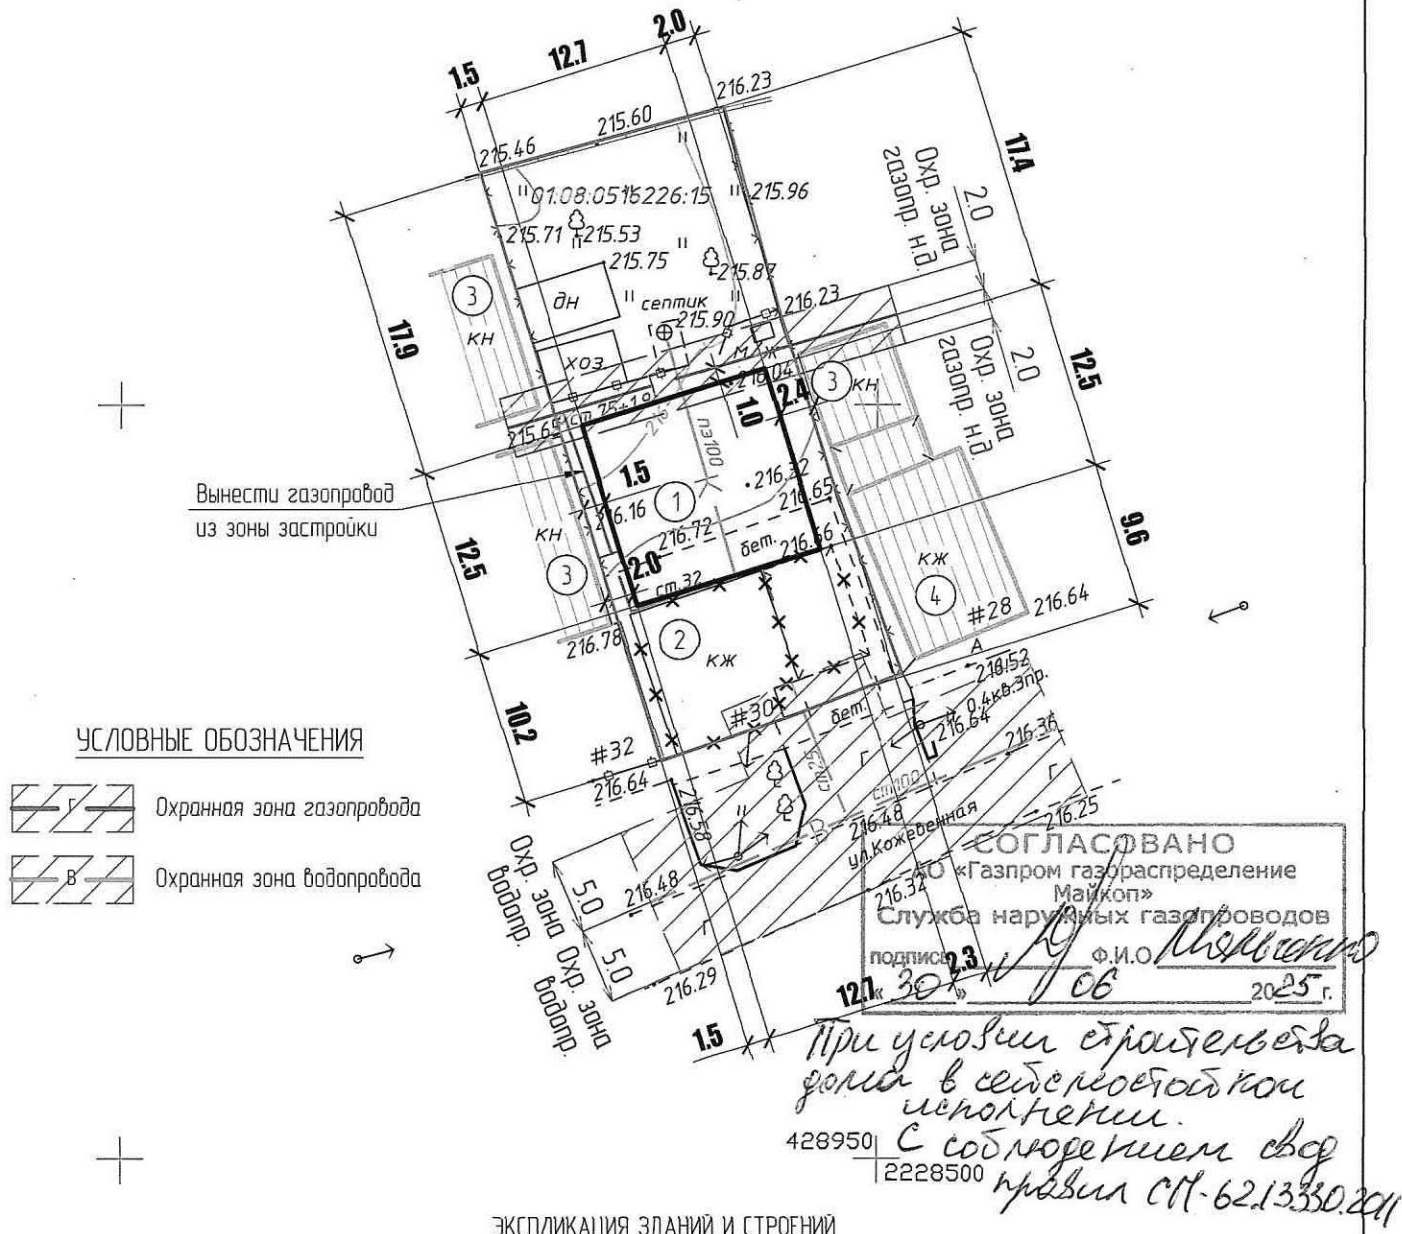 2.0
12.7
1.5
216.23
215.60
215.46
17.4
Охр. зона
газопр. н.д.
2.0
01:08:0516226:15
215.96
215.71
215.53
215.75
215.87
3
дн
септик
216.23
215.90
кн
17.9
хоз
м/ж
Охр. зона
газопр. н.д.
2.0
12.5
216.04
3
кн
2.4
1.0
215.65
пэ100
1.5
216.32
Вынести газопровод
из зоны застройки
216.16
1
216.65
216.72
бет.
216.66
9.6
кн
3
12.5
2.0
ст.32
кж
4
#28
216.64
216.78
2
кж
А
216.52
0.4кв.3пр.
216.64
10.2
#30
бет.
216.36
УСЛОВНЫЕ ОБОЗНАЧЕНИЯ
#32
216.64
216.58
ст.25
Г
Г
ст100
216.25
Г Охранная зона газопровода
В
216.48
ул.Кожевенная
СОГЛАСОВАНО
АО «Газпром газораспределение
Майкоп»
Служба наружных газопроводов
В Охранная зона водопровода
Охр. зона
водопр.
5.0
216.48
216.34
Г
подпись Ф.И.О.
« 30 » 06 2025 г.
Охр. зона
водопр.
5.0
216.29
2.3
12.7
1.5
При условии строительства
дома в сейсмостойком
исполнении.
С соблюдением свод
правил СП-62.13330.2011
428950
2228500
ЭКСПЛИКАЦИЯ ЗДАНИЙ И СТРОЕНИЙ